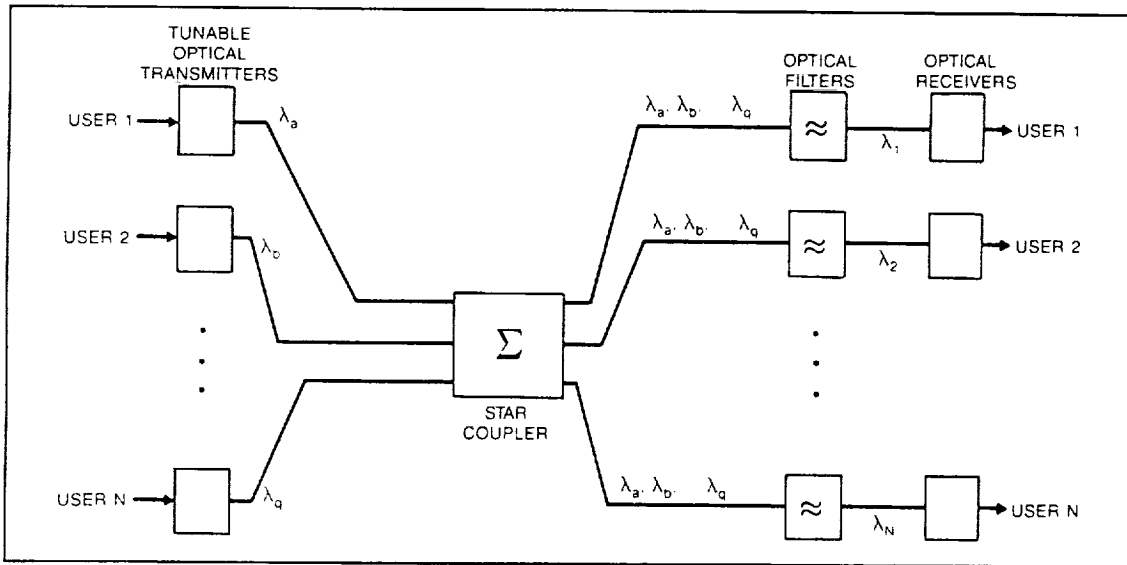 TUNABLE
OPTICAL
TRANSMITTERS
OPTICAL
FILTERS
OPTICAL
RECEIVERS
USER 1
λa
λa, λb, λq
≈
λ1
USER 1
USER 2
λb
λa, λb, λq
≈
λ2
USER 2
Σ
STAR
COUPLER
USER N
λq
λa, λb, λq
≈
λN
USER N